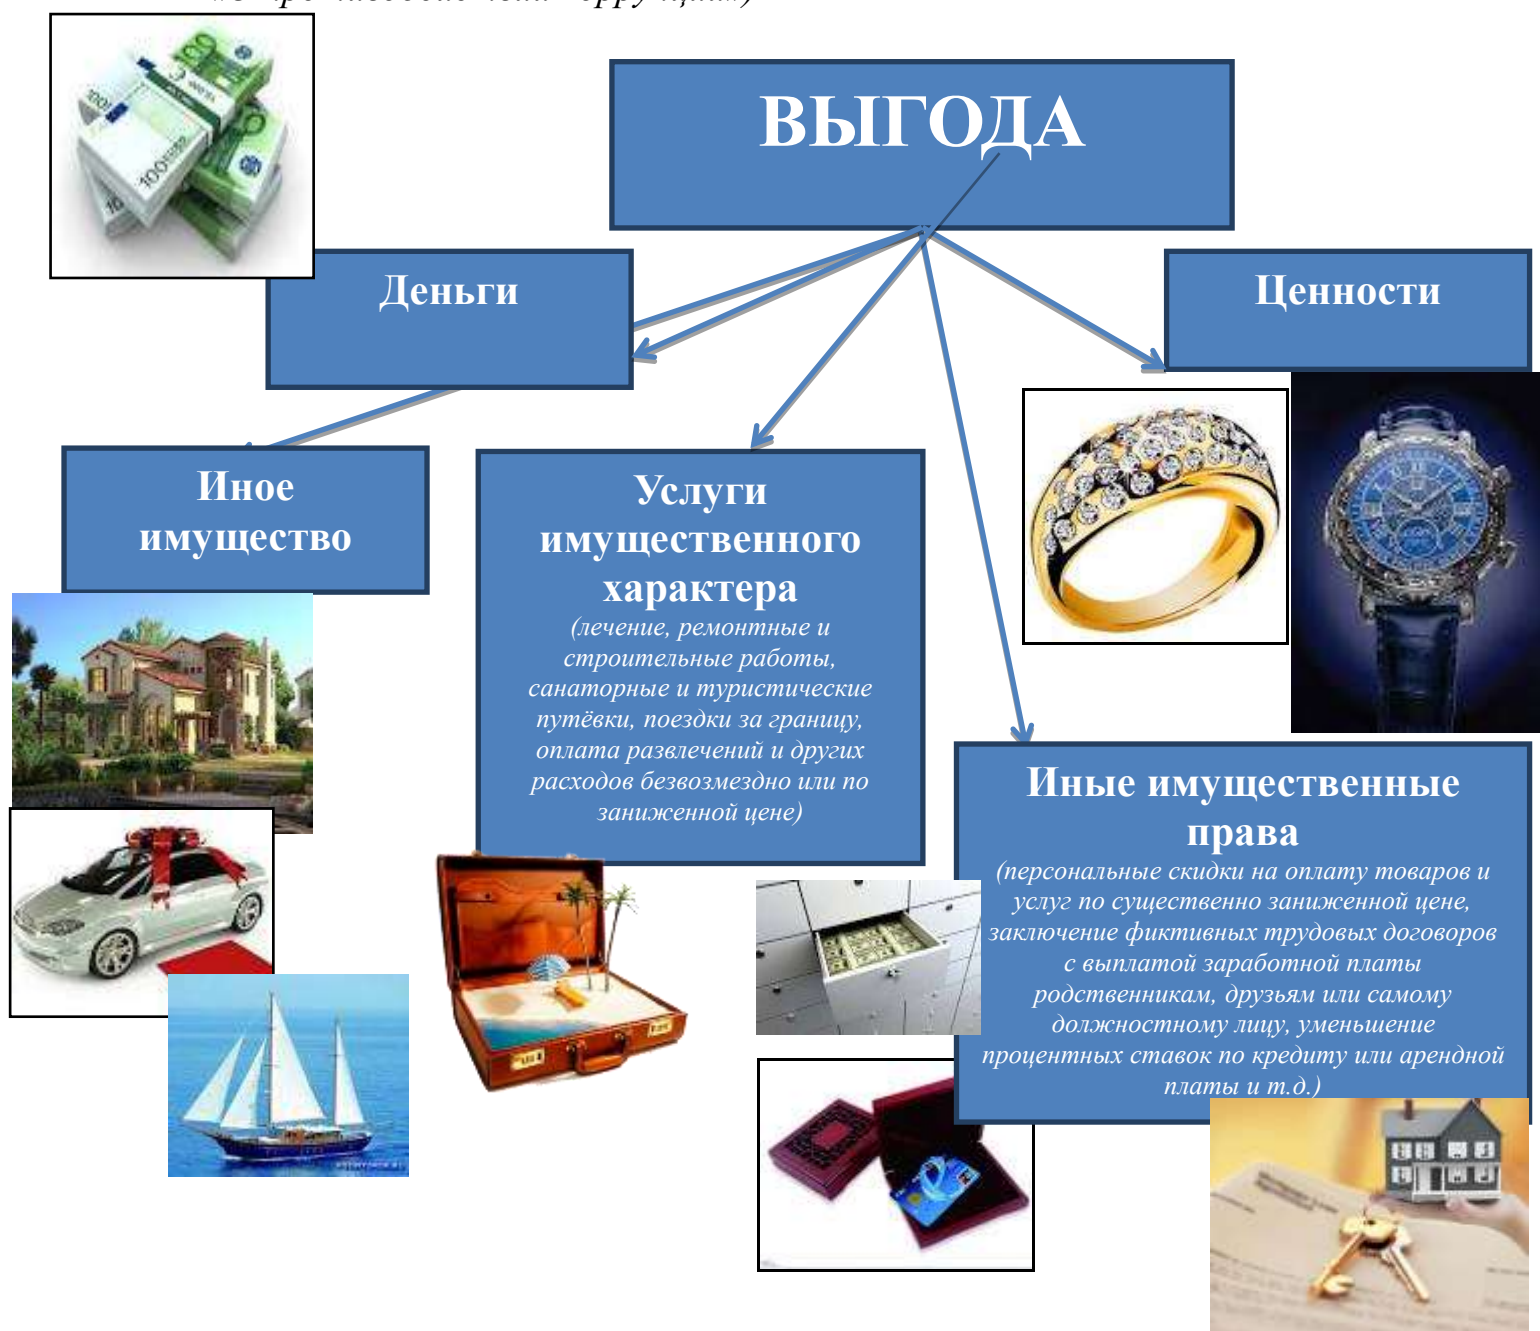 ВЫГОДА
Деньги
Ценности
Иное
имущество
Услуги
имущественного
характера
(лечение, ремонтные и
строительные работы,
санаторные и туристические
путёвки, поездки за границу,
оплата развлечений и других
расходов безвозмездно или по
заниженной цене)
Иные имущественные
права
(персональные скидки на оплату товаров и
услуг по существенно заниженной цене,
заключение фиктивных трудовых договоров
с выплатой заработной платы
родственникам, друзьям или самому
должностному лицу, уменьшение
процентных ставок по кредиту или арендной
платы и т.д.)
100
100
100